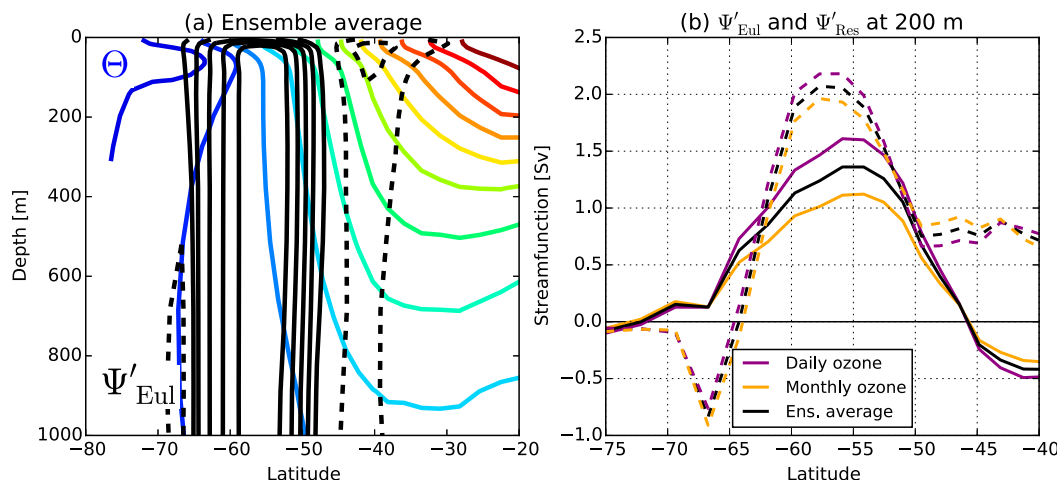 (a) Ensemble average
(b) Ψ′Eul and Ψ′Res at 200 m
0
200
400
600
800
1000
Depth [m]
Θ
Ψ′Eul
−80
−70
−60
−50
−40
−30
−20
Latitude
2.5
2.0
1.5
1.0
0.5
0.0
−0.5
−1.0
Streamfunction [Sv]
Daily ozone
Monthly ozone
Ens. average
−75
−70
−65
−60
−55
−50
−45
−40
Latitude